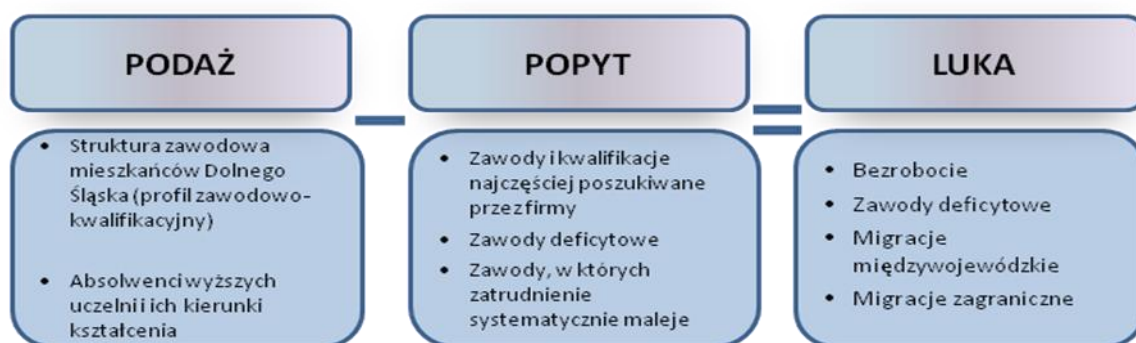 PODAŻ
• Struktura zawodowa
mieszkańców Dolnego
Śląska (profil zawodowo-
kwalifikacyjny)
• Absolwenci wyższych
uczelni i ich kierunki
kształcenia
–
POPYT
• Zawody i kwalifikacje
najczęściej poszukiwane
przez firmy
• Zawody deficytowe
• Zawody, w których
zatrudnienie
systematycznie maleje
=
LUKA
• Bezrobocie
• Zawody deficytowe
• Migracje
międzywojewódzkie
• Migracje zagraniczne